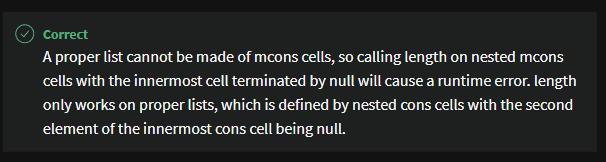 Correct
A proper list cannot be made of mcons cells, so calling length on nested mcons
cells with the innermost cell terminated by null will cause a runtime error. length
only works on proper lists, which is defined by nested cons cells with the second
element of the innermost cons cell being null.